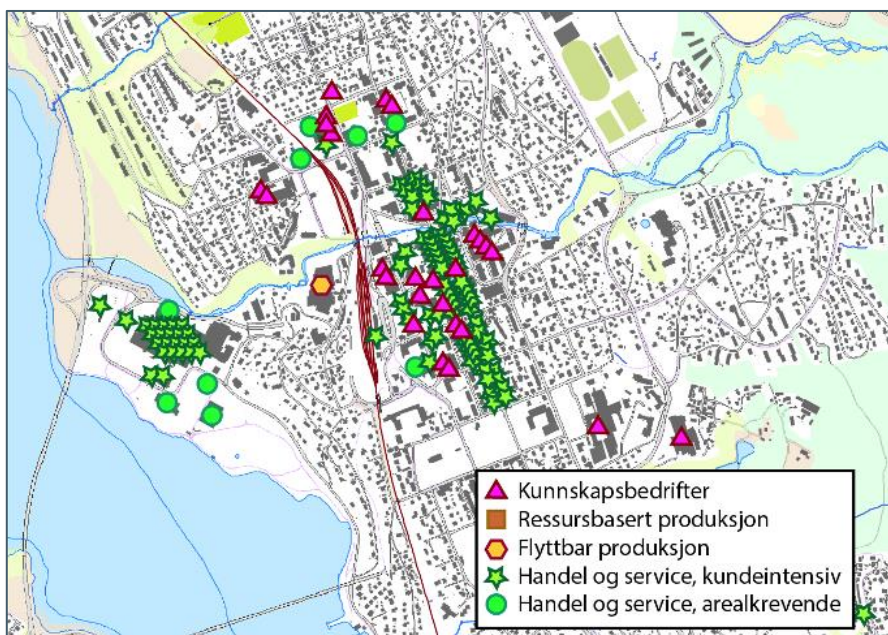 Kunnskapsbedrifter
Ressursbasert produksjon
Flyttbar produksjon
Handel og service, kundeintensiv
Handel og service, arealkrevende